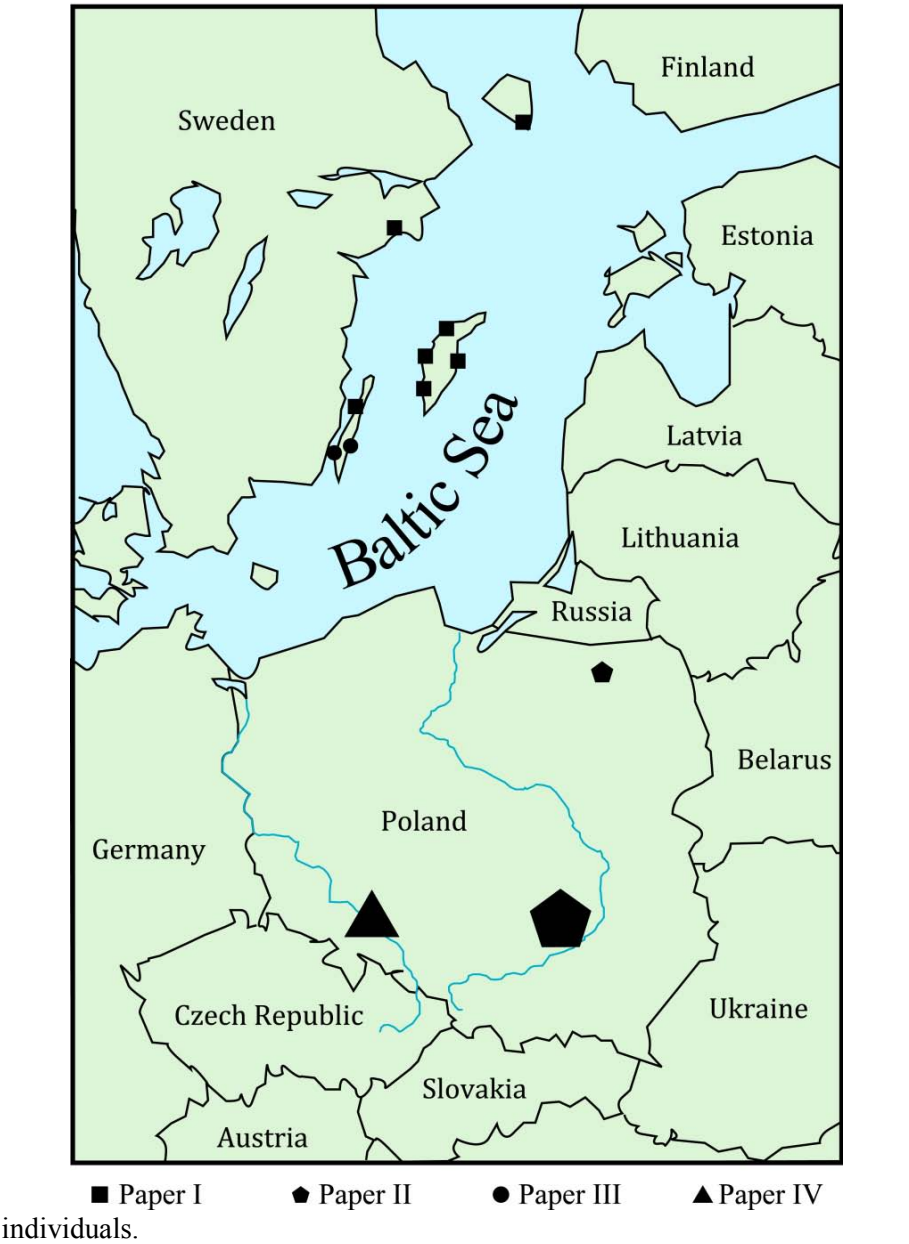 Finland
Sweden
Estonia
Baltic Sea
Latvia
Lithuania
Russia
Belarus
Poland
Germany
Ukraine
Czech Republic
Slovakia
Austria
Paper I Paper II Paper III Paper IV
individuals.